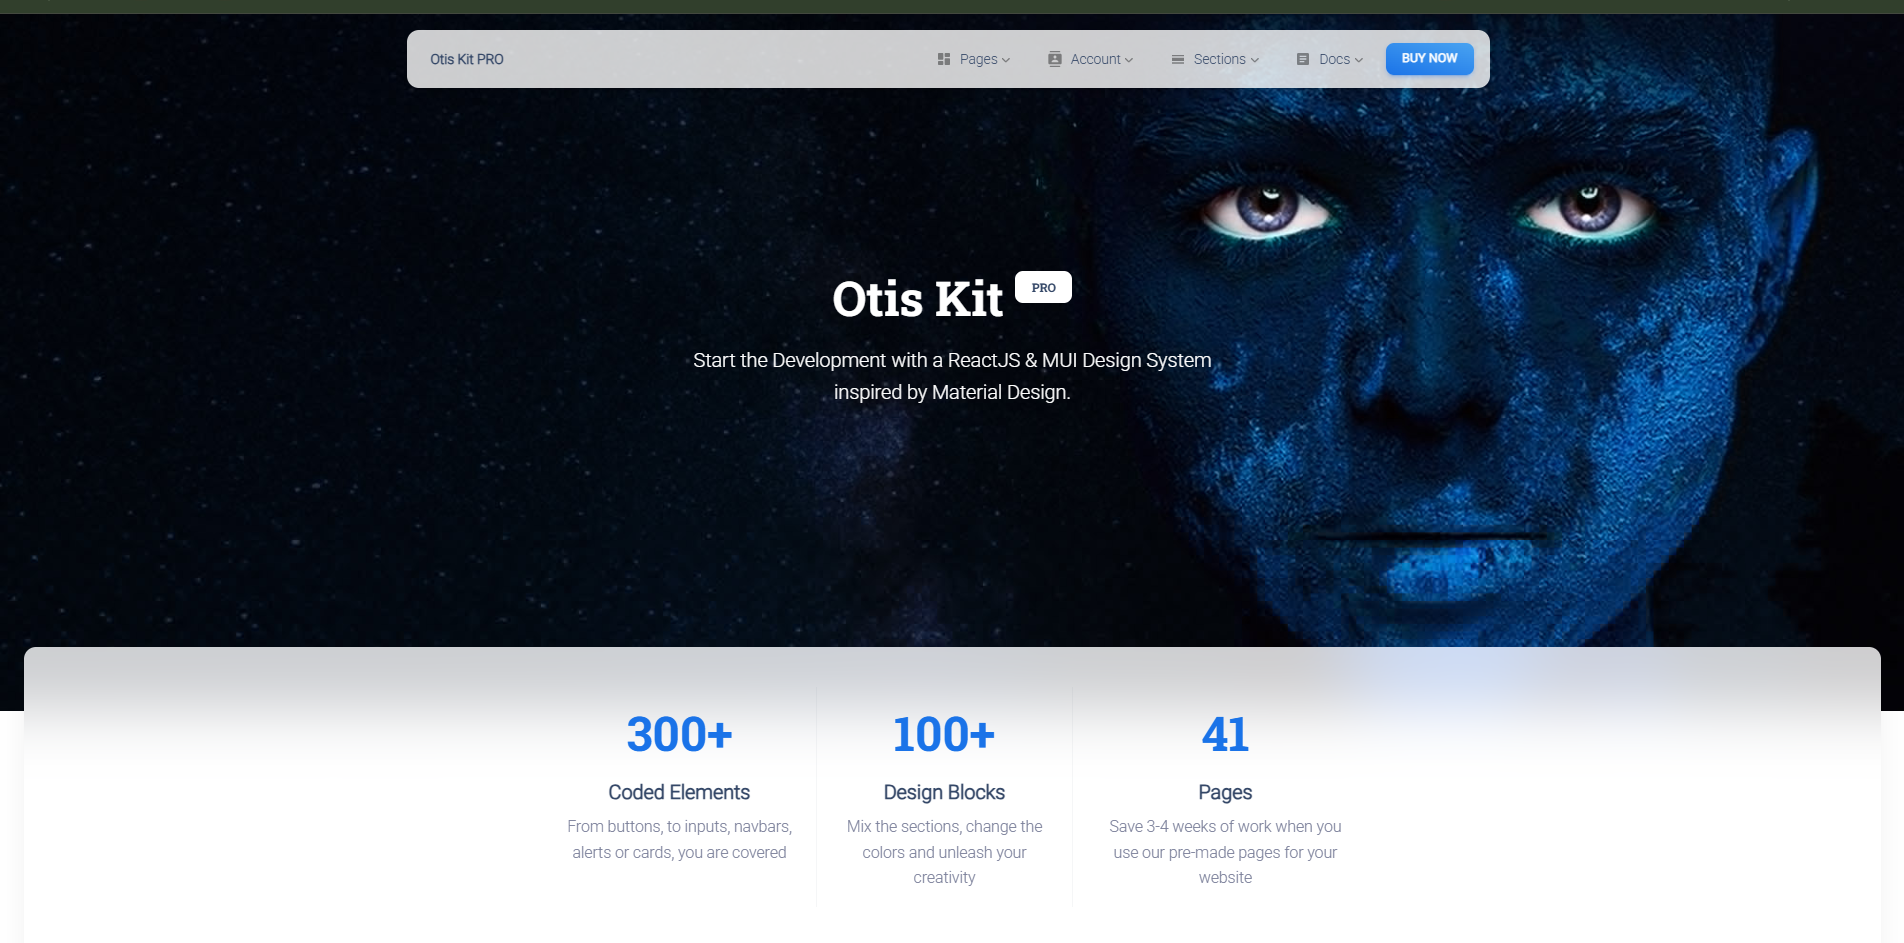 Otis Kit PRO
Pages
Account
Sections
Docs
BUY NOW
Otis Kit PRO
Start the Development with a ReactJS & MUI Design System
inspired by Material Design.
300+
Coded Elements
From buttons, to inputs, navbars,
alerts or cards, you are covered
100+
Design Blocks
Mix the sections, change the
colors and unleash your
creativity
41
Pages
Save 3-4 weeks of work when you
use our pre-made pages for your
website